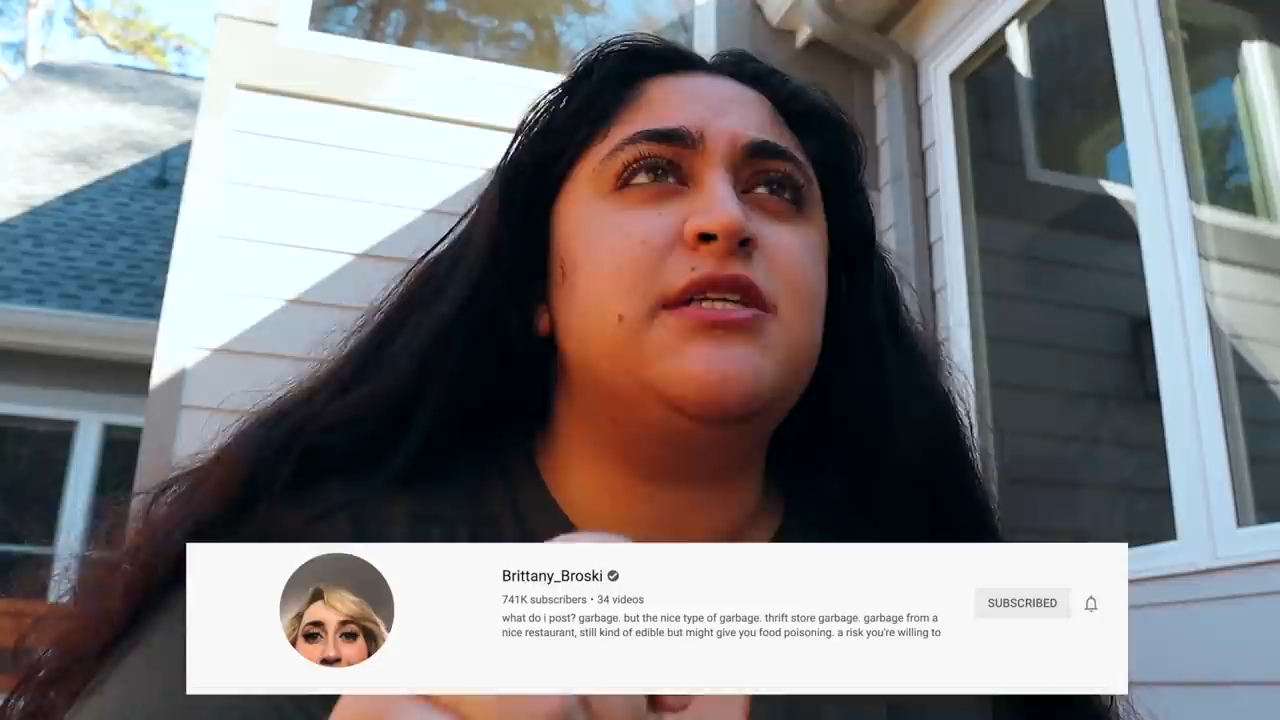 Brittany_Broski
741K subscribers • 34 videos
what do i post? garbage. but the nice type of garbage. thrift store garbage. garbage from a
nice restaurant, still kind of edible but might give you food poisoning. a risk you're willing to
SUBSCRIBED